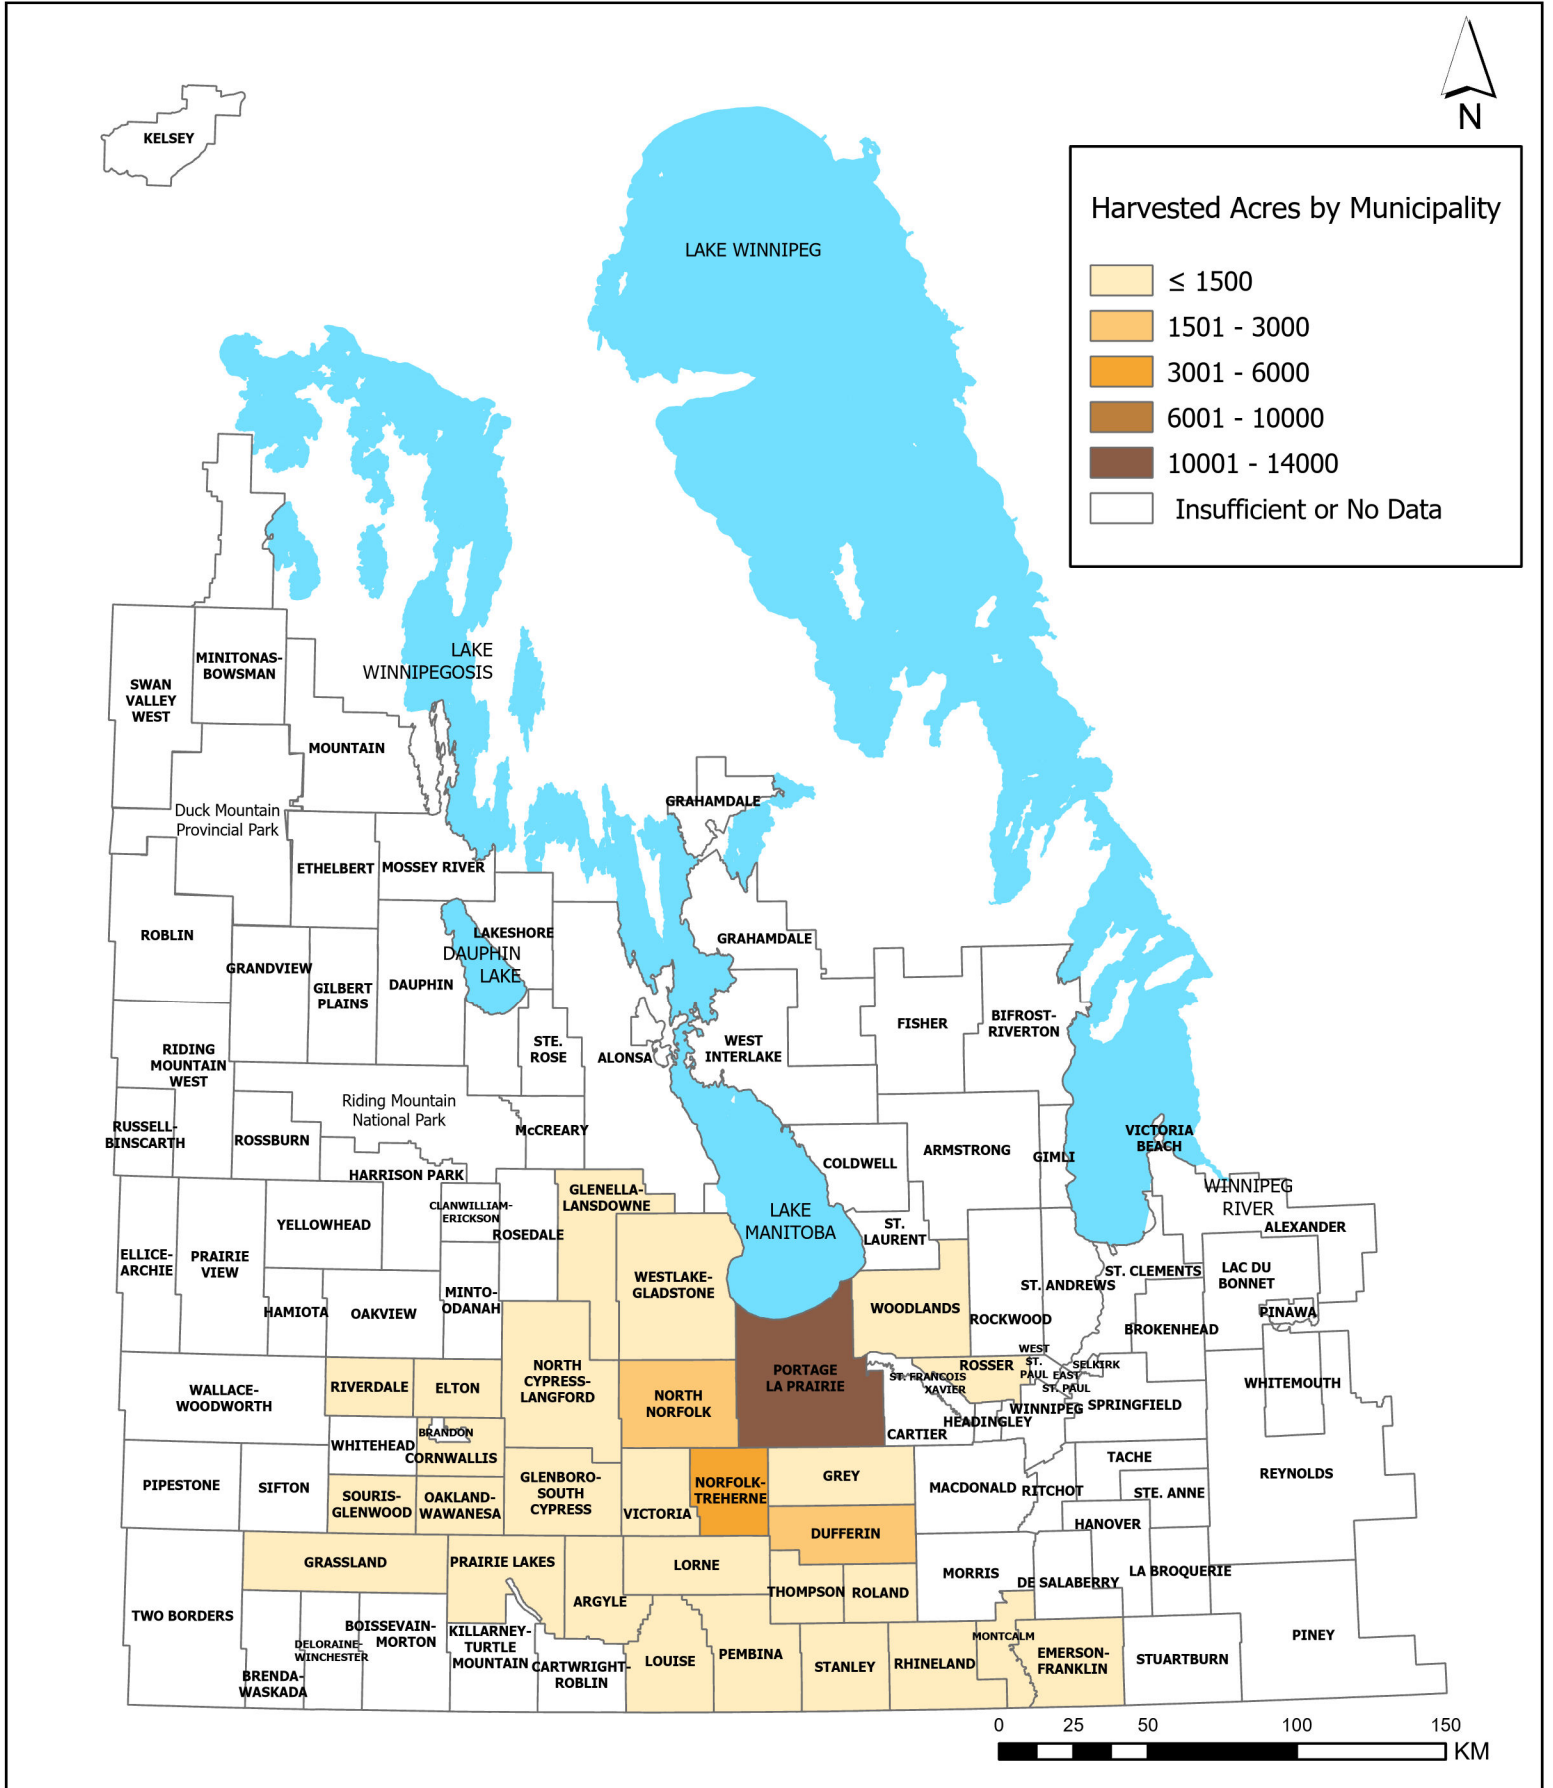 N
KELSEY
Harvested Acres by Municipality
≤ 1500
1501 - 3000
3001 - 6000
6001 - 10000
10001 - 14000
Insufficient or No Data
LAKE WINNIPEG
LAKE
WINNIPEGOSIS
MINITONAS-
BOWSMAN
SWAN
VALLEY
WEST
MOUNTAIN
Duck Mountain
Provincial Park
GRAHAMDALE
ETHELBERT
MOSSEY RIVER
ROBLIN
LAKESHORE
DAUPHIN
LAKE
GRAHAMDALE
GRANDVIEW
GILBERT
PLAINS
DAUPHIN
FISHER
BIFROST-
RIVERTON
STE.
ROSE
ALONSA
WEST
INTERLAKE
RIDING
MOUNTAIN
WEST
Riding Mountain
National Park
RUSSELL-
BINSCARTH
ROSSBURN
McCREARY
VICTORIA
BEACH
ARMSTRONG
GIMLI
COLDWELL
HARRISON PARK
GLENELLA-
LANSDOWNE
WINNIPEG
RIVER
CLANWILLIAM-
ERICKSON
YELLOWHEAD
ROSEDALE
LAKE
MANITOBA
ST.
LAURENT
ALEXANDER
ELLICE-
ARCHIE
PRAIRIE
VIEW
WESTLAKE-
GLADSTONE
ST. ANDREWS
ST. CLEMENTS
LAC DU
BONNET
HAMIOTA
OAKVIEW
MINTO-
ODANAH
WOODLANDS
ROCKWOOD
PINAWA
BROKENHEAD
WALLACE-
WOODWORTH
RIVERDALE
ELTON
NORTH
CYPRESS-
LANGFORD
NORTH
NORFOLK
PORTAGE
LA PRAIRIE
ST. FRANCOIS
XAVIER
ROSSER
WEST
ST.
PAUL
EAST
ST. PAUL
SELKIRK
WHITEMOUTH
WINNIPEG
SPRINGFIELD
HEADINGLEY
CARTIER
BRANDON
WHITEHEAD
CORNWALLIS
TACHE
PIPESTONE
SIFTON
SOURIS-
GLENWOOD
OAKLAND-
WAWANESA
GLENBORO-
SOUTH
CYPRESS
VICTORIA
NORFOLK-
TREHERNE
GREY
MACDONALD
RITCHOT
STE. ANNE
REYNOLDS
HANOVER
DUFFERIN
GRASSLAND
PRAIRIE LAKES
LORNE
MORRIS
DE SALABERRY
LA BROQUERIE
ARGYLE
THOMPSON
ROLAND
TWO BORDERS
BOISSEVAIN-
MORTON
DELORAINE-
WINCHESTER
BRENDA-
WASKADA
KILLARNEY-
TURTLE
MOUNTAIN
CARTWRIGHT-
ROBLIN
LOUISE
PEMBINA
STANLEY
RHINELAND
MONTCALM
EMERSON-
FRANKLIN
STUARTBURN
PINEY
0 25 50 100 150
KM